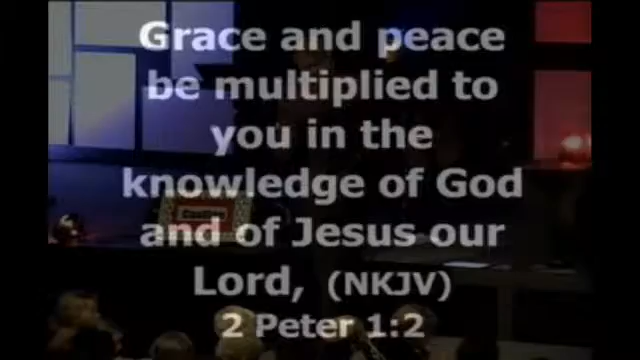 Grace and peace
be multiplied to
you in the
knowledge of God
and of Jesus our
Lord, (NKJV)
2 Peter 1:2